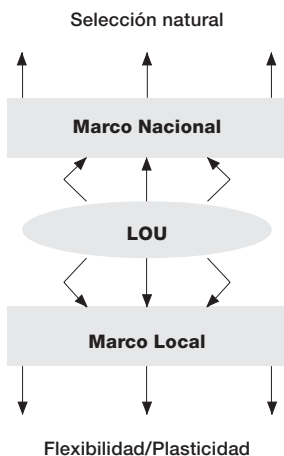 Selección natural
Marco Nacional
LOU
Marco Local
Flexibilidad/Plasticidad